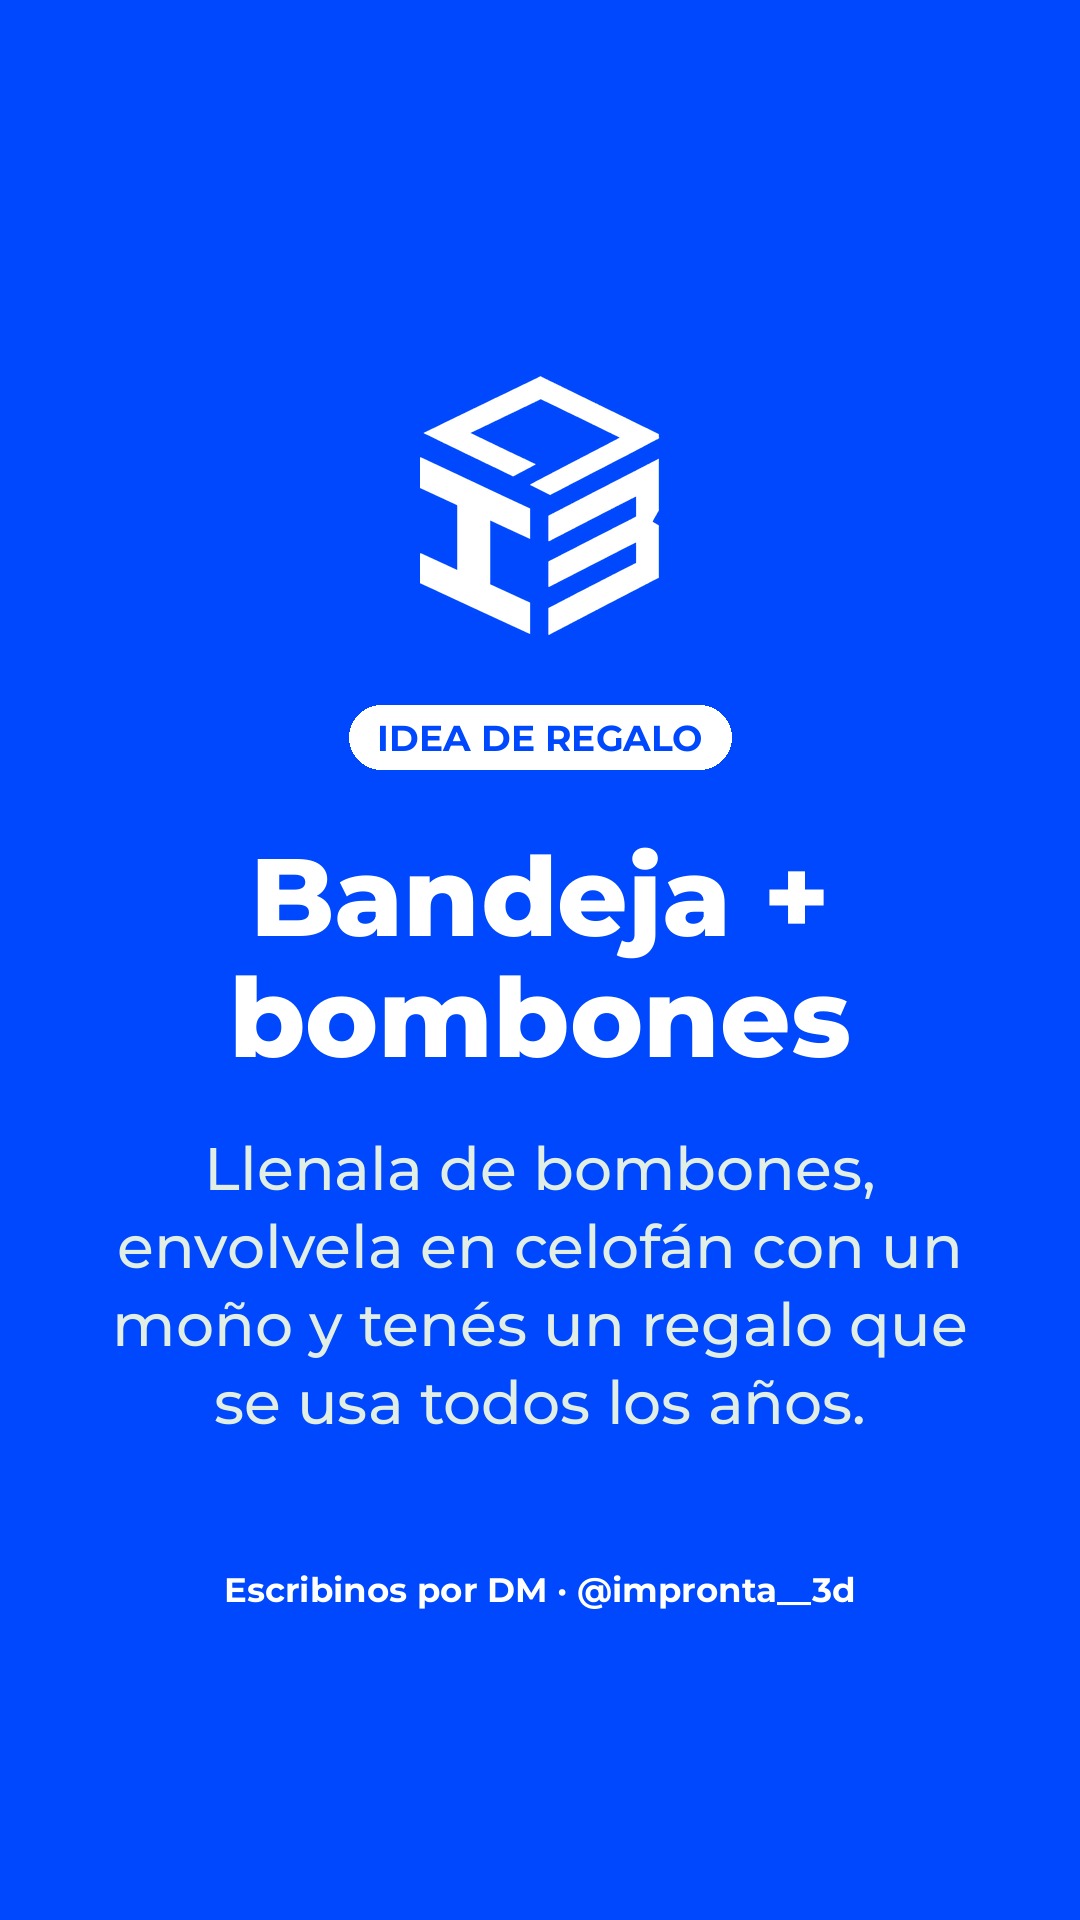 IDEA DE REGALO
Bandeja +
bombones
Llenala de bombones,
envolvela en celofán con un
moño y tenés un regalo que
se usa todos los años.
Escribinos por DM · @impronta__3d